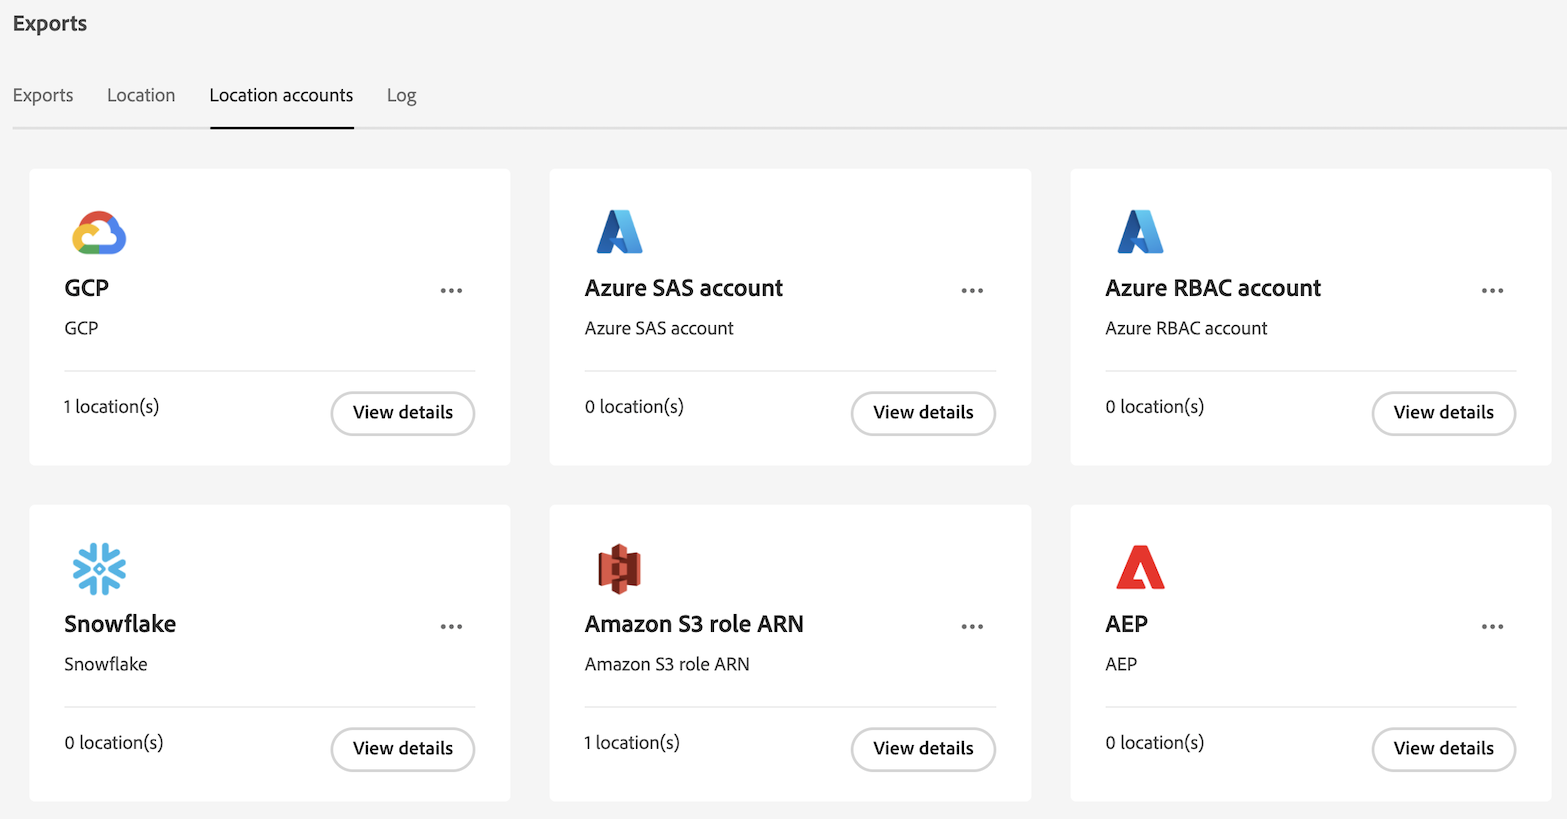 Exports
Exports Location Location accounts Log
GCP
GCP
1 location(s) View details
Azure SAS account
Azure SAS account
0 location(s) View details
Azure RBAC account
Azure RBAC account
0 location(s) View details
Snowflake
Snowflake
0 location(s) View details
Amazon S3 role ARN
Amazon S3 role ARN
1 location(s) View details
AEP
AEP
0 location(s) View details